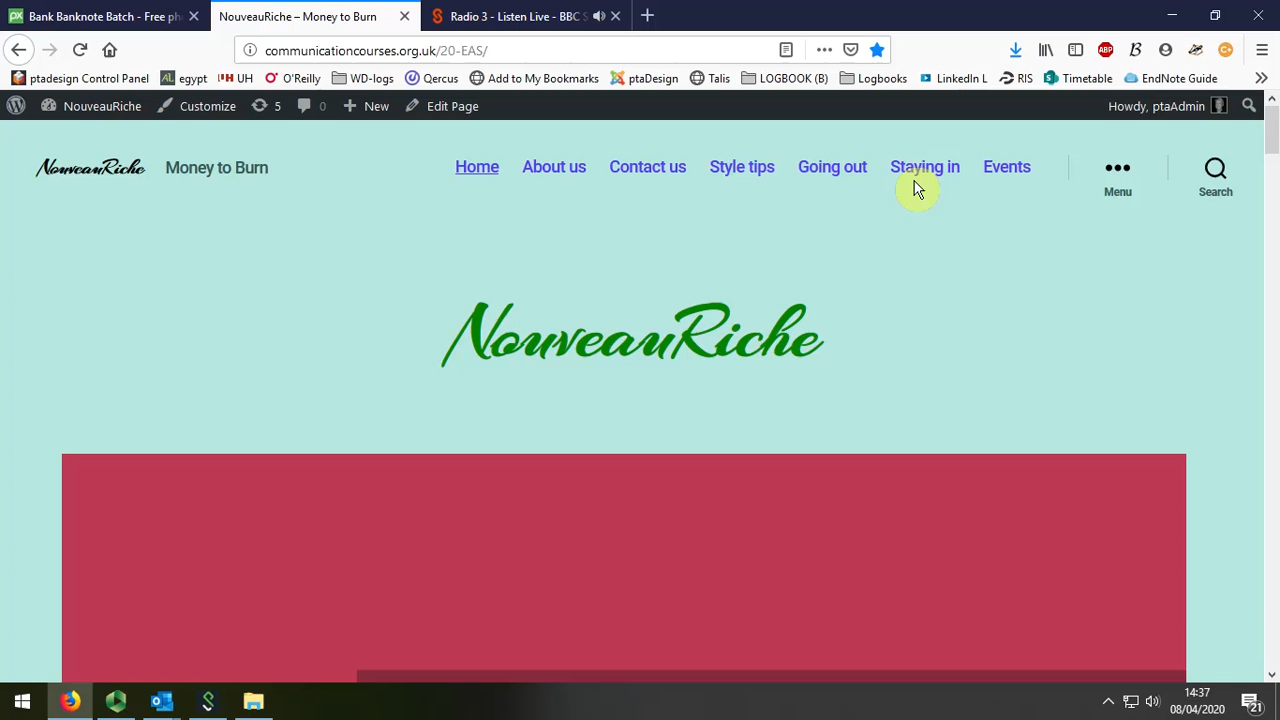 Bank Banknote Batch - Free ph
NouveauRiche – Money to Burn
Radio 3 - Listen Live - BBC S
communicationcourses.org.uk/20-EAS/
ptadesign Control Panel
egypt
UH
O'Reilly
WD-logs
Qercus
Add to My Bookmarks
ptaDesign
Talis
LOGBOOK (B)
Logbooks
LinkedIn L
RIS
Timetable
EndNote Guide
NouveauRiche
Customize
5
0
New
Edit Page
Howdy, ptaAdmin
NouveauRiche
Money to Burn
Home
About us
Contact us
Style tips
Going out
Staying in
Events
Menu
Search
NouveauRiche
14:37
08/04/2020
21